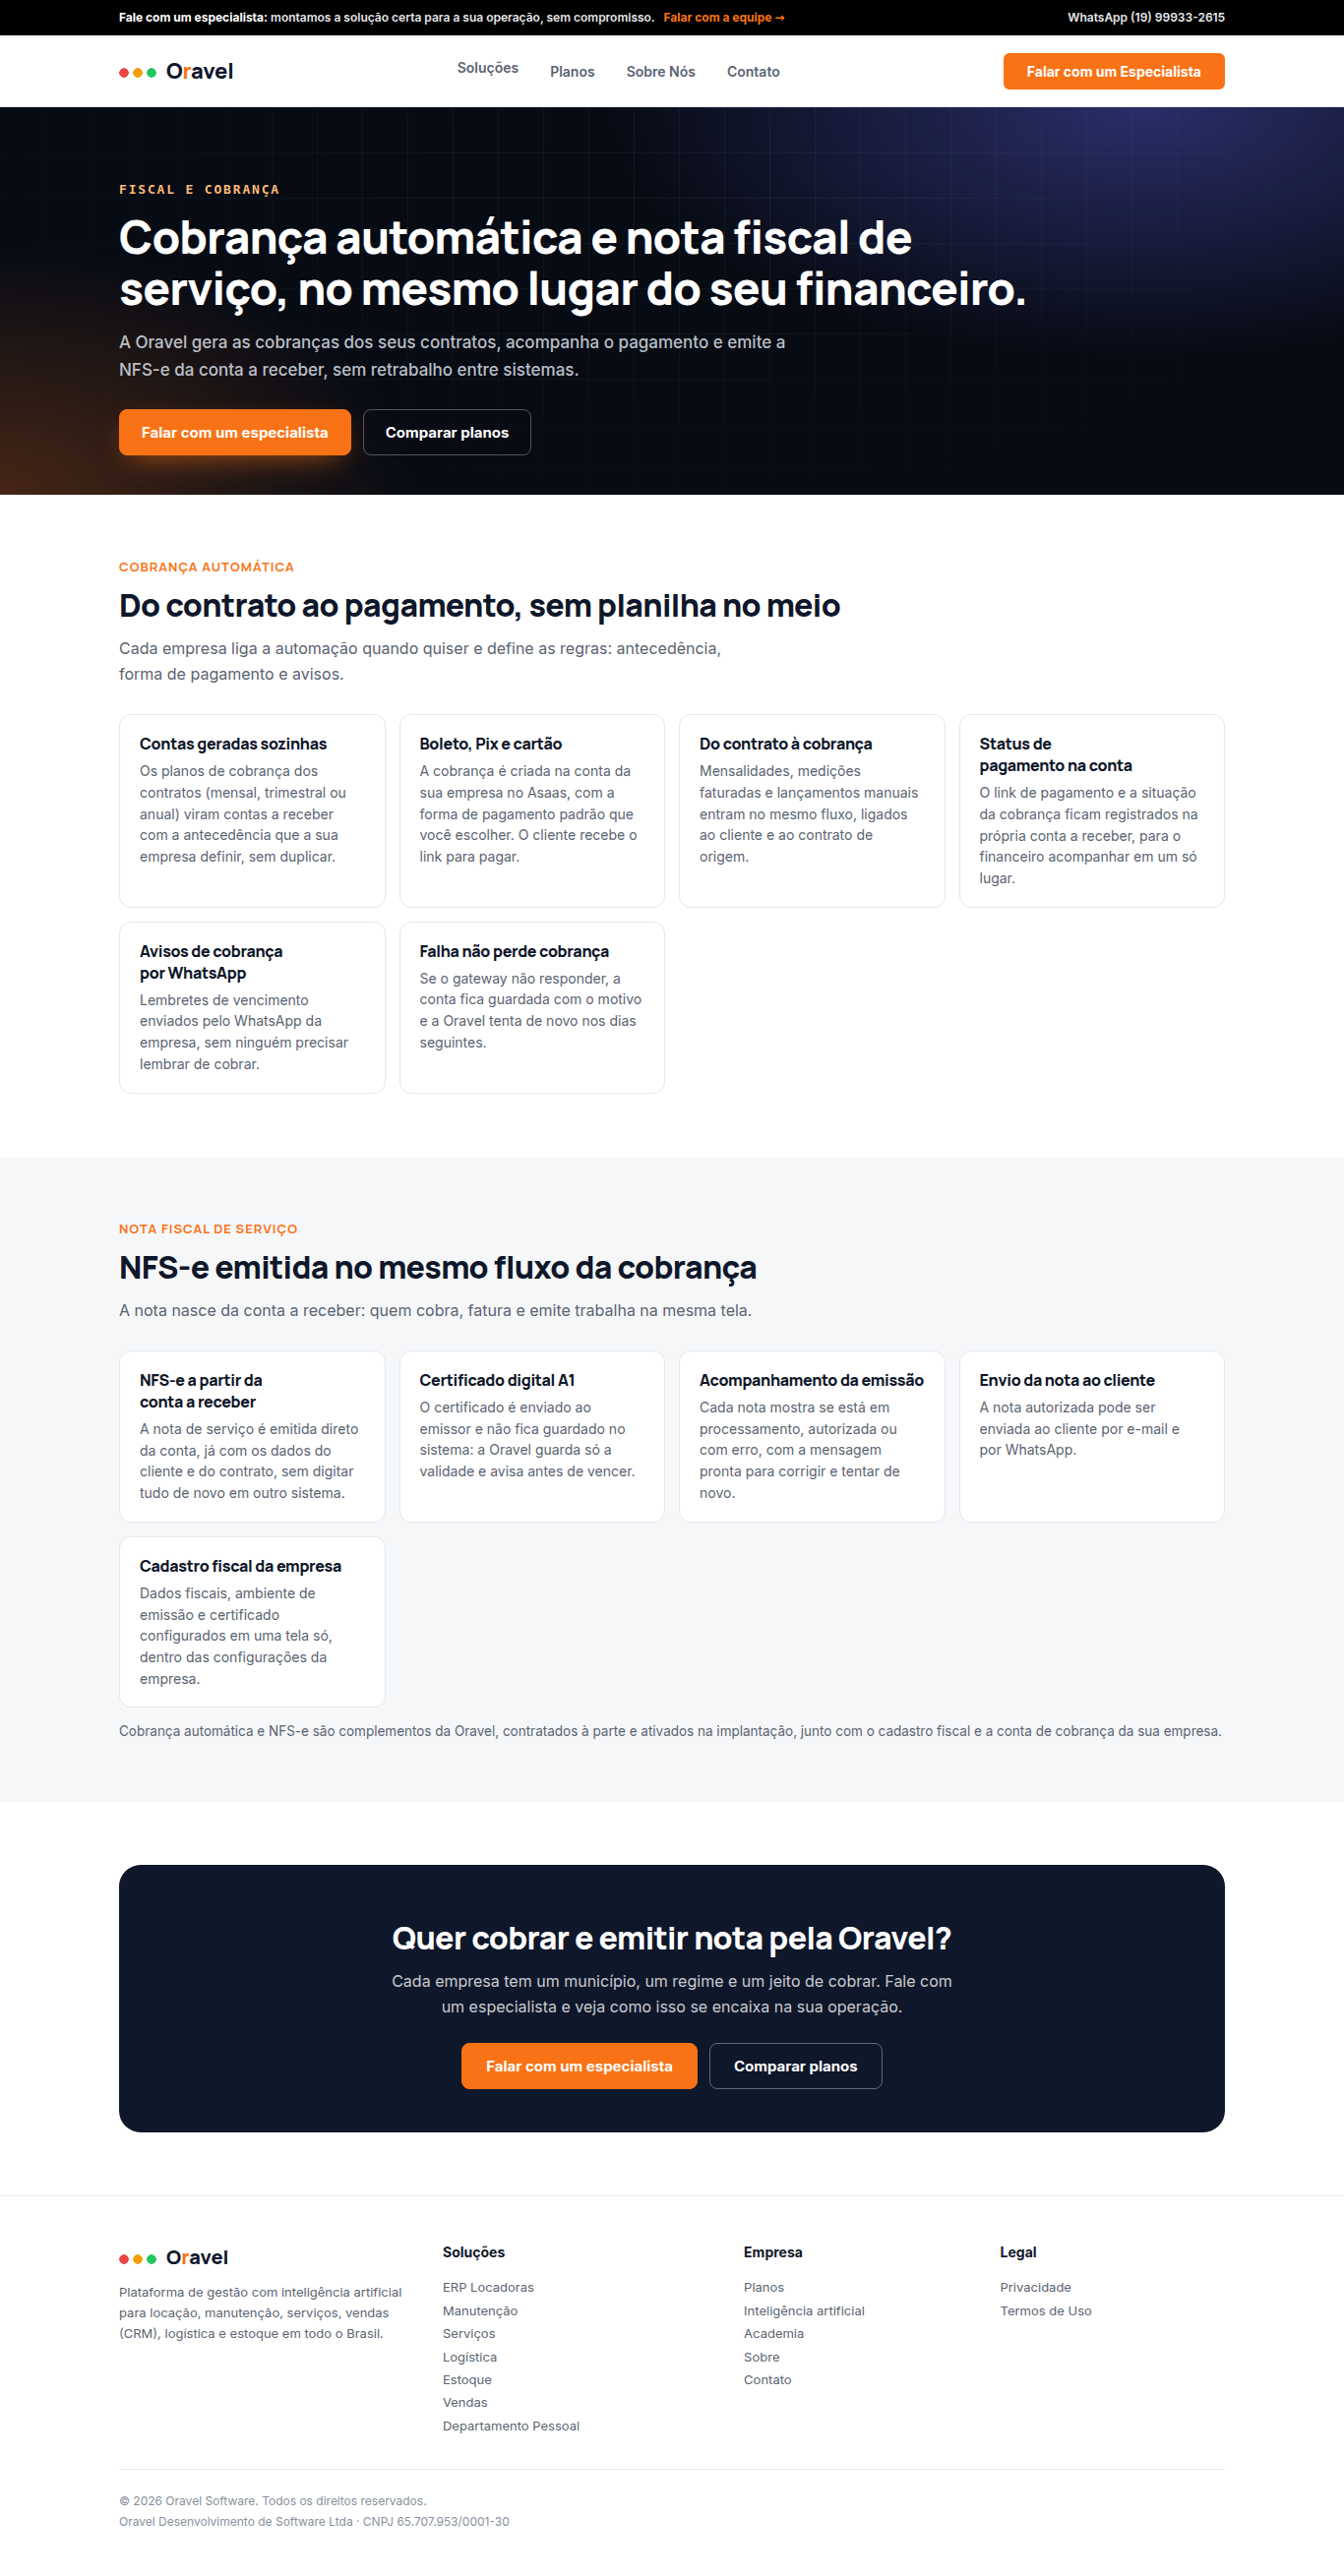 Fale com um especialista: montamos a solução certa para a sua operação, sem compromisso. Falar com a equipe →
WhatsApp (19) 99933-2615
Oravel
Soluções
Planos
Sobre Nós
Contato
Falar com um Especialista
FISCAL E COBRANÇA
Cobrança automática e nota fiscal de
serviço, no mesmo lugar do seu financeiro.
A Oravel gera as cobranças dos seus contratos, acompanha o pagamento e emite a
NFS-e da conta a receber, sem retrabalho entre sistemas.
Falar com um especialista
Comparar planos
COBRANÇA AUTOMÁTICA
Do contrato ao pagamento, sem planilha no meio
Cada empresa liga a automação quando quiser e define as regras: antecedência,
forma de pagamento e avisos.
Contas geradas sozinhas
Os planos de cobrança dos
contratos (mensal, trimestral ou
anual) viram contas a receber
com a antecedência que a sua
empresa definir, sem duplicar.
Boleto, Pix e cartão
A cobrança é criada na conta da
sua empresa no Asaas, com a
forma de pagamento padrão que
você escolher. O cliente recebe o
link para pagar.
Do contrato à cobrança
Mensalidades, medições
faturadas e lançamentos manuais
entram no mesmo fluxo, ligados
ao cliente e ao contrato de
origem.
Status de
pagamento na conta
O link de pagamento e a situação
da cobrança ficam registrados na
própria conta a receber, para o
financeiro acompanhar em um só
lugar.
Avisos de cobrança
por WhatsApp
Lembretes de vencimento
enviados pelo WhatsApp da
empresa, sem ninguém precisar
lembrar de cobrar.
Falha não perde cobrança
Se o gateway não responder, a
conta fica guardada com o motivo
e a Oravel tenta de novo nos dias
seguintes.
NOTA FISCAL DE SERVIÇO
NFS-e emitida no mesmo fluxo da cobrança
A nota nasce da conta a receber: quem cobra, fatura e emite trabalha na mesma tela.
NFS-e a partir da
conta a receber
A nota de serviço é emitida direto
da conta, já com os dados do
cliente e do contrato, sem digitar
tudo de novo em outro sistema.
Certificado digital A1
O certificado é enviado ao
emissor e não fica guardado no
sistema: a Oravel guarda só a
validade e avisa antes de vencer.
Acompanhamento da emissão
Cada nota mostra se está em
processamento, autorizada ou
com erro, com a mensagem
pronta para corrigir e tentar de
novo.
Envio da nota ao cliente
A nota autorizada pode ser
enviada ao cliente por e-mail e
por WhatsApp.
Cadastro fiscal da empresa
Dados fiscais, ambiente de
emissão e certificado
configurados em uma tela só,
dentro das configurações da
empresa.
Cobrança automática e NFS-e são complementos da Oravel, contratados à parte e ativados na implantação, junto com o cadastro fiscal e a conta de cobrança da sua empresa.
Quer cobrar e emitir nota pela Oravel?
Cada empresa tem um município, um regime e um jeito de cobrar. Fale com
um especialista e veja como isso se encaixa na sua operação.
Falar com um especialista
Comparar planos
Oravel
Plataforma de gestão com inteligência artificial
para locação, manutenção, serviços, vendas
(CRM), logística e estoque em todo o Brasil.
Soluções
ERP Locadoras
Manutenção
Serviços
Logística
Estoque
Vendas
Departamento Pessoal
Empresa
Planos
Inteligência artificial
Academia
Sobre
Contato
Legal
Privacidade
Termos de Uso
© 2026 Oravel Software. Todos os direitos reservados.
Oravel Desenvolvimento de Software Ltda · CNPJ 65.707.953/0001-30